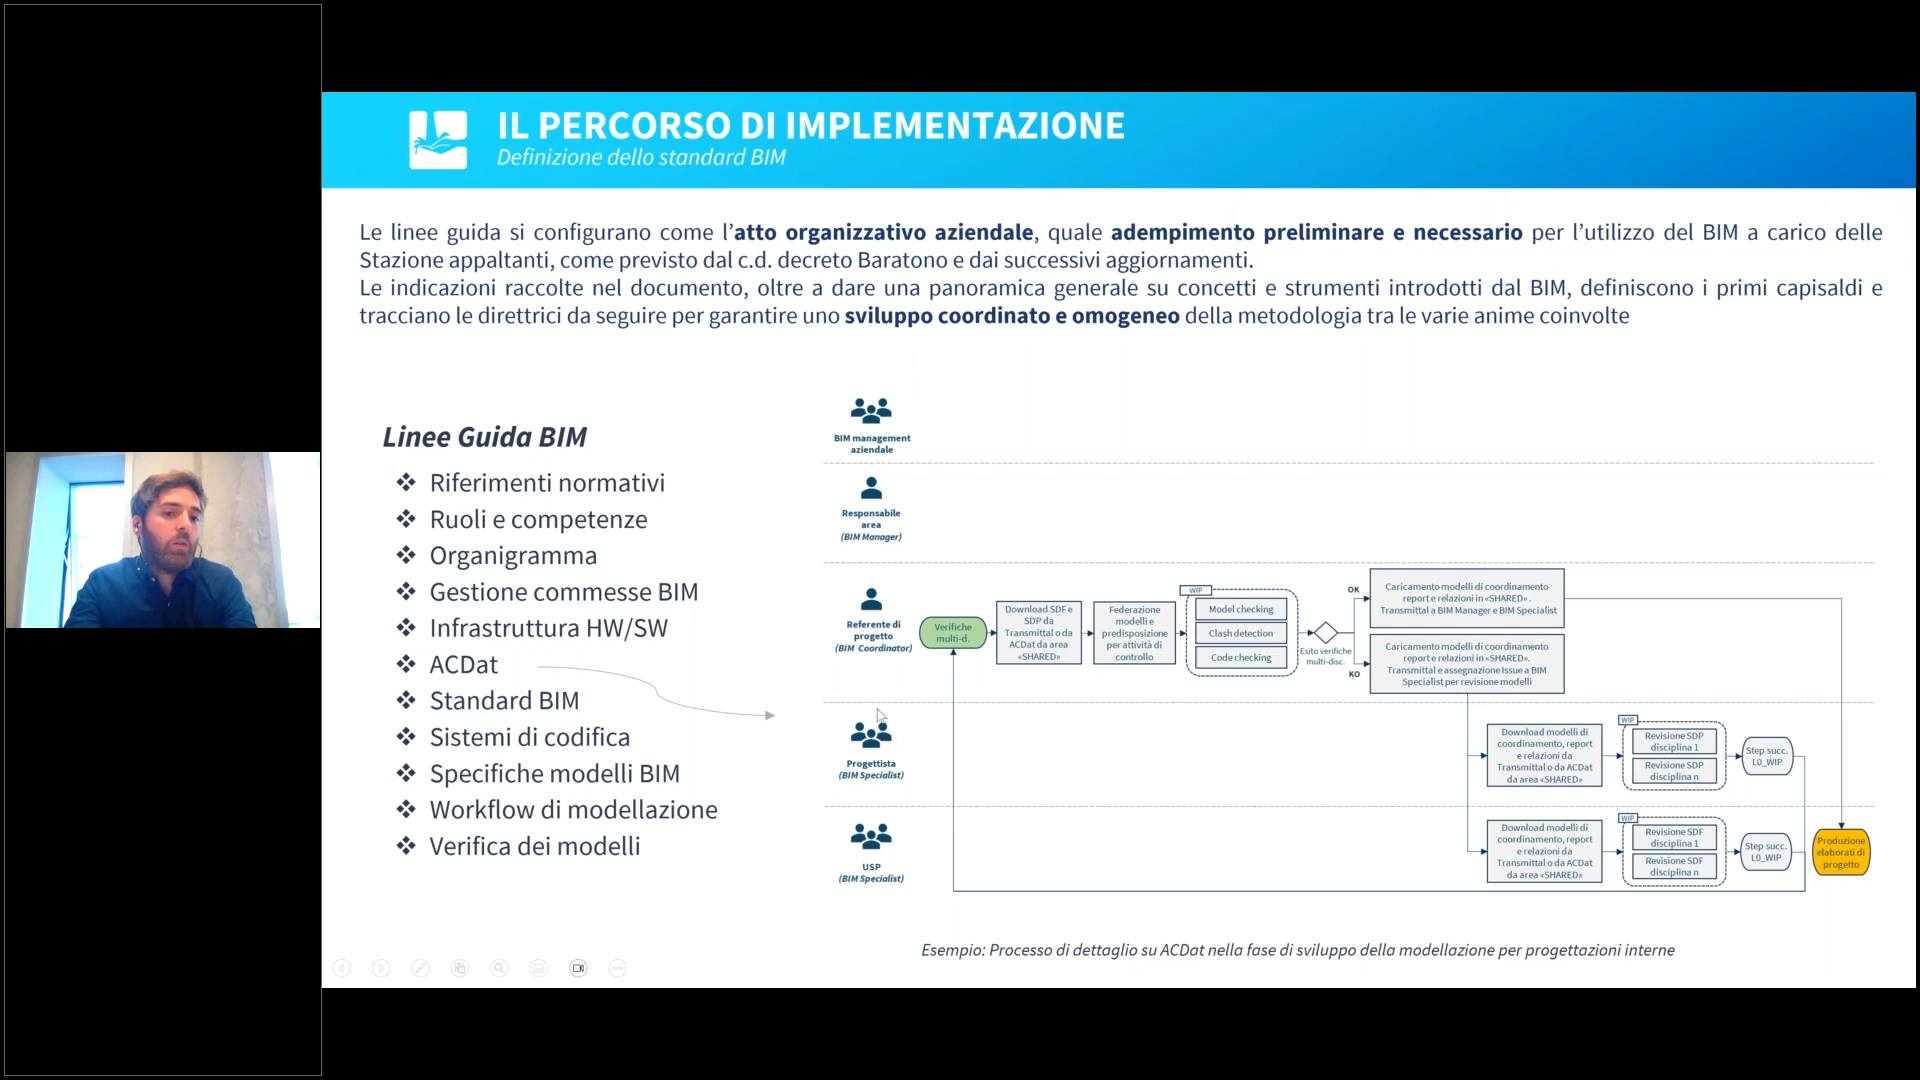 IL PERCORSO DI IMPLEMENTAZIONE
Definizione dello standard BIM
Le linee guida si configurano come l’atto organizzativo aziendale, quale adempimento preliminare e necessario per l’utilizzo del BIM a carico delle
Stazione appaltanti, come previsto dal c.d. decreto Baratono e dai successivi aggiornamenti.
Le indicazioni raccolte nel documento, oltre a dare una panoramica generale su concetti e strumenti introdotti dal BIM, definiscono i primi capisaldi e
tracciano le direttrici da seguire per garantire uno sviluppo coordinato e omogeneo della metodologia tra le varie anime coinvolte
Linee Guida BIM
Riferimenti normativi
Ruoli e competenze
Organigramma
Gestione commesse BIM
Infrastruttura HW/SW
ACDat
Standard BIM
Sistemi di codifica
Specifiche modelli BIM
Workflow di modellazione
Verifica dei modelli
BIM management
aziendale
Responsabile
area
(BIM Manager)
Referente di
progetto
(BIM Coordinator)
Verifiche
multi-d.
Download SDF e
SDP da
Transmittal o da
ACDat da area
«SHARED»
Federazione
modelli e
predisposizione
per attività di
controllo
WIP
Model checking
Clash detection
Code checking
Esito verifiche
multi-disc.
OK
KO
Caricamento modelli di coordinamento
report e relazioni in «SHARED» .
Transmittal a BIM Manager e BIM Specialist
Caricamento modelli di coordinamento
report e relazioni in «SHARED».
Transmittal e assegnazione Issue a BIM
Specialist per revisione modelli
Progettista
(BIM Specialist)
Download modelli di
coordinamento, report
e relazioni da
Transmittal o da ACDat
da area «SHARED»
WIP
Revisione SDP
disciplina 1
Revisione SDP
disciplina n
Step succ.
L0_WIP
USP
(BIM Specialist)
Download modelli di
coordinamento, report
e relazioni da
Transmittal o da ACDat
da area «SHARED»
WIP
Revisione SDF
disciplina 1
Revisione SDF
disciplina n
Step succ.
L0_WIP
Produzione
elaborati di
progetto
Esempio: Processo di dettaglio su ACDat nella fase di sviluppo della modellazione per progettazioni interne